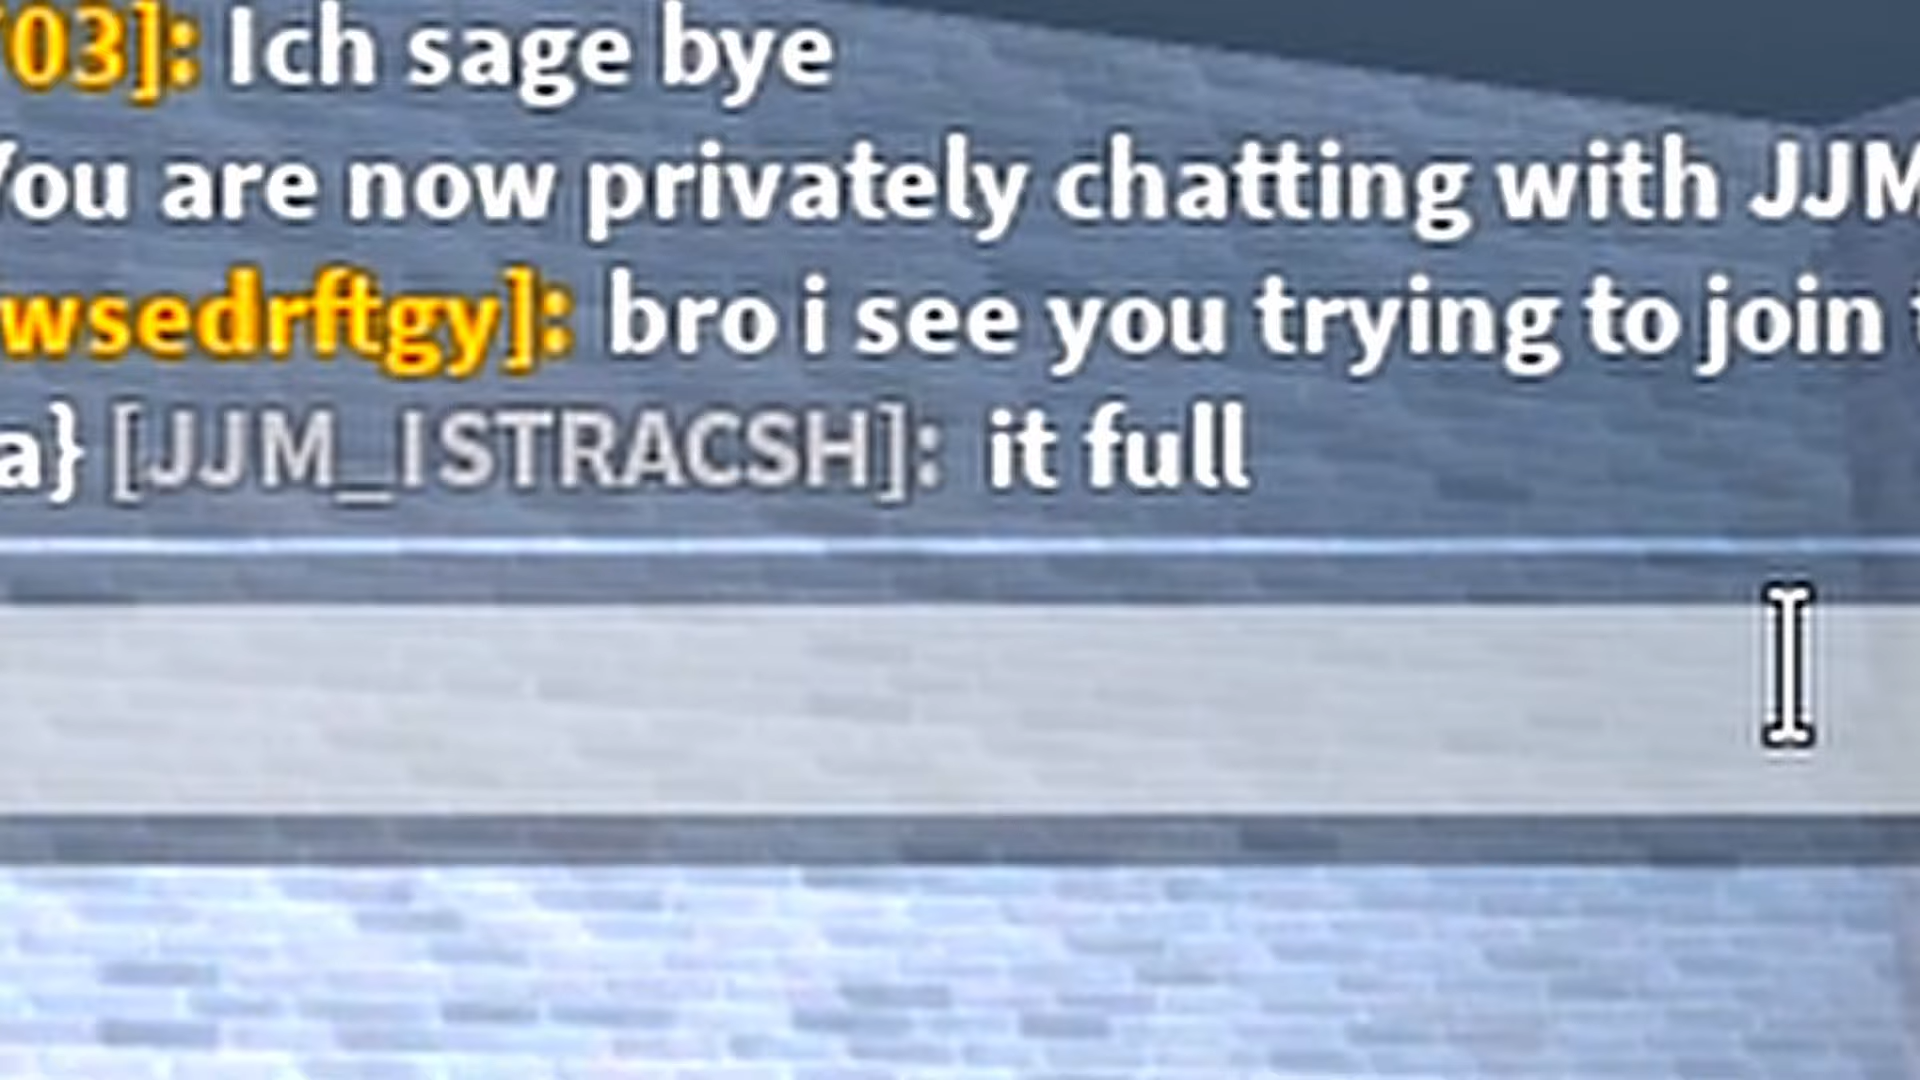 03]: Ich sage bye
You are now privately chatting with JJM
wsedrftgy]: bro i see you trying to join
a} [JJM_ISTRACSH]: it full